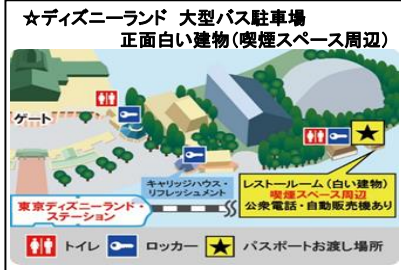 ☆ディズニーランド 大型バス駐車場
正面白い建物(喫煙スペース周辺)
ゲート
キャリッジハウス・
リフレッシュメント
東京ディズニーランド・
ステーション
レストールーム(白い建物)
喫煙スペース周辺
公衆電話・自動販売機あり
トイレ ロッカー パスポートお渡し場所